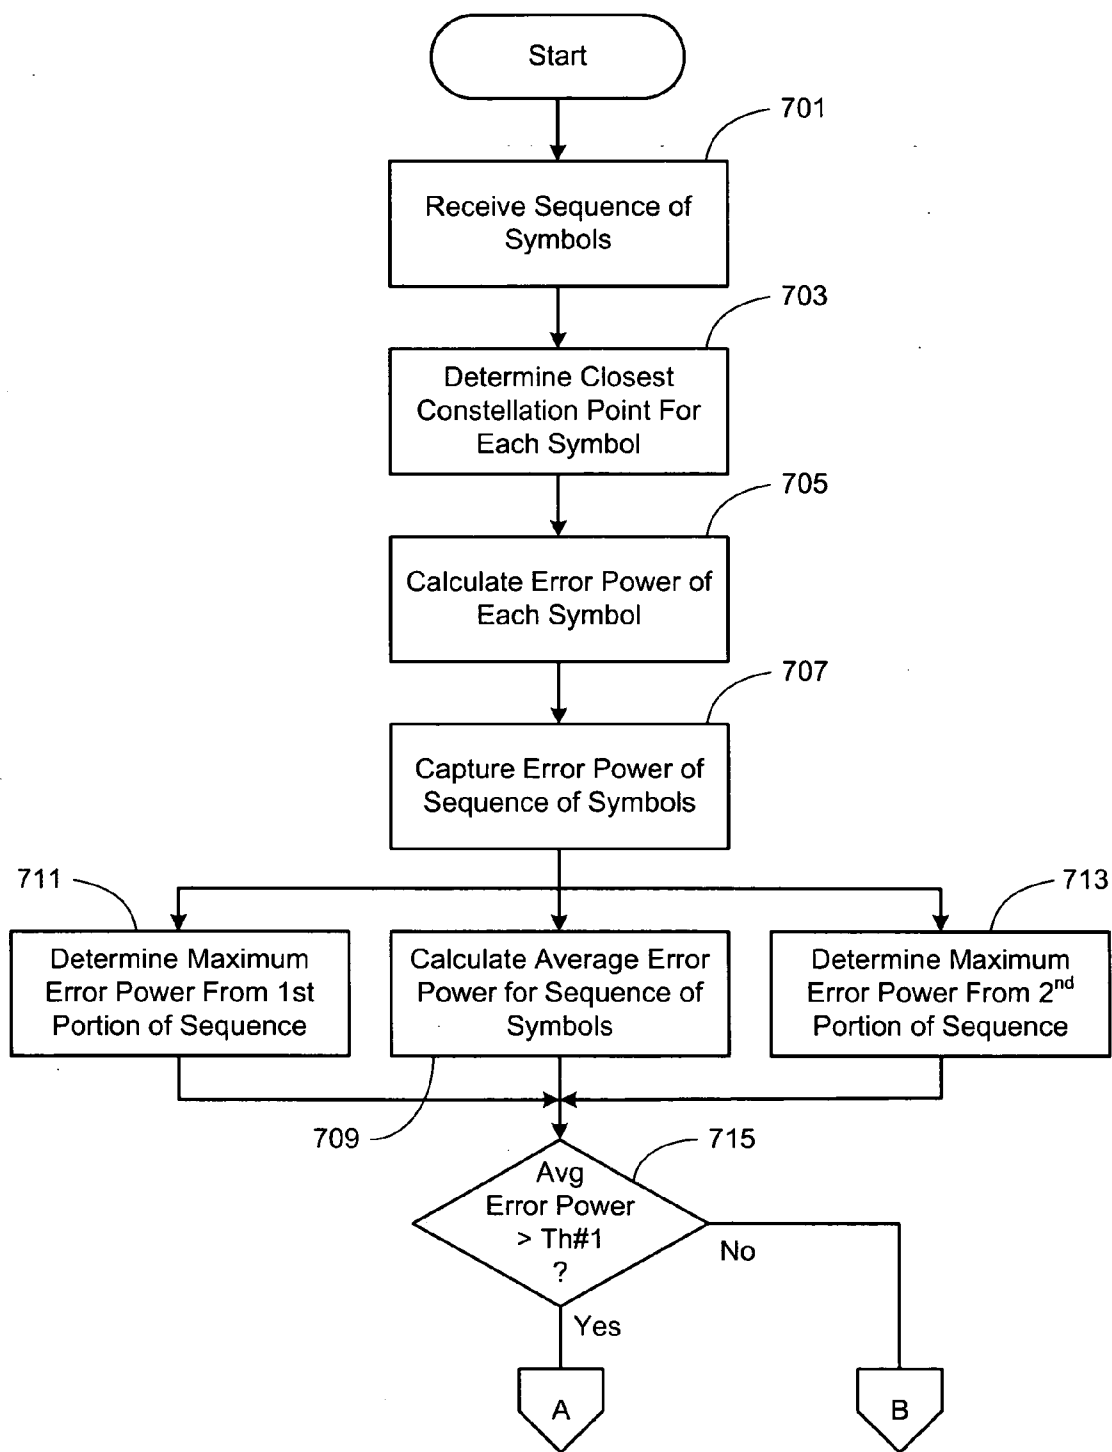 Start
701
Receive Sequence of
Symbols
703
Determine Closest
Constellation Point For
Each Symbol
705
Calculate Error Power of
Each Symbol
707
Capture Error Power of
Sequence of Symbols
711
713
Determine Maximum
Error Power From 1st
Portion of Sequence
Calculate Average Error
Power for Sequence of
Symbols
Determine Maximum
Error Power From 2nd
Portion of Sequence
709
715
Avg
Error Power
> Th#1
?
No
Yes
A
B